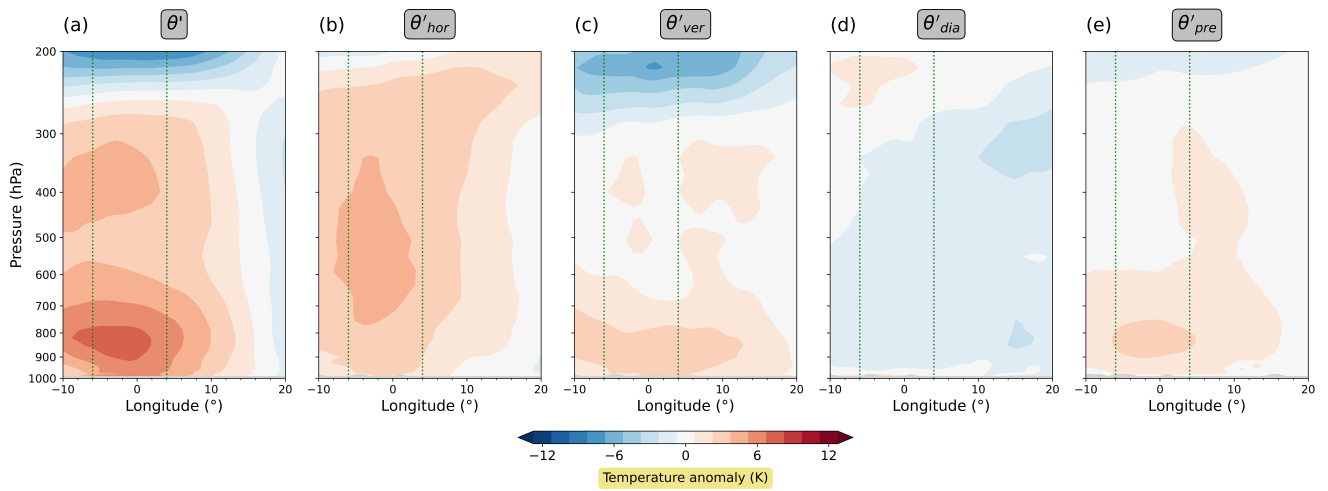 (a) θ'
(b) θ′hor
(c) θ′ver
(d) θ′dia
(e) θ′pre
Pressure (hPa)
200
300
400
500
600
700
800
900
1000
−10 0 10 20
−10 0 10 20
−10 0 10 20
−10 0 10 20
−10 0 10 20
Longitude (°)
Longitude (°)
Longitude (°)
Longitude (°)
Longitude (°)
−12 −6 0 6 12
Temperature anomaly (K)